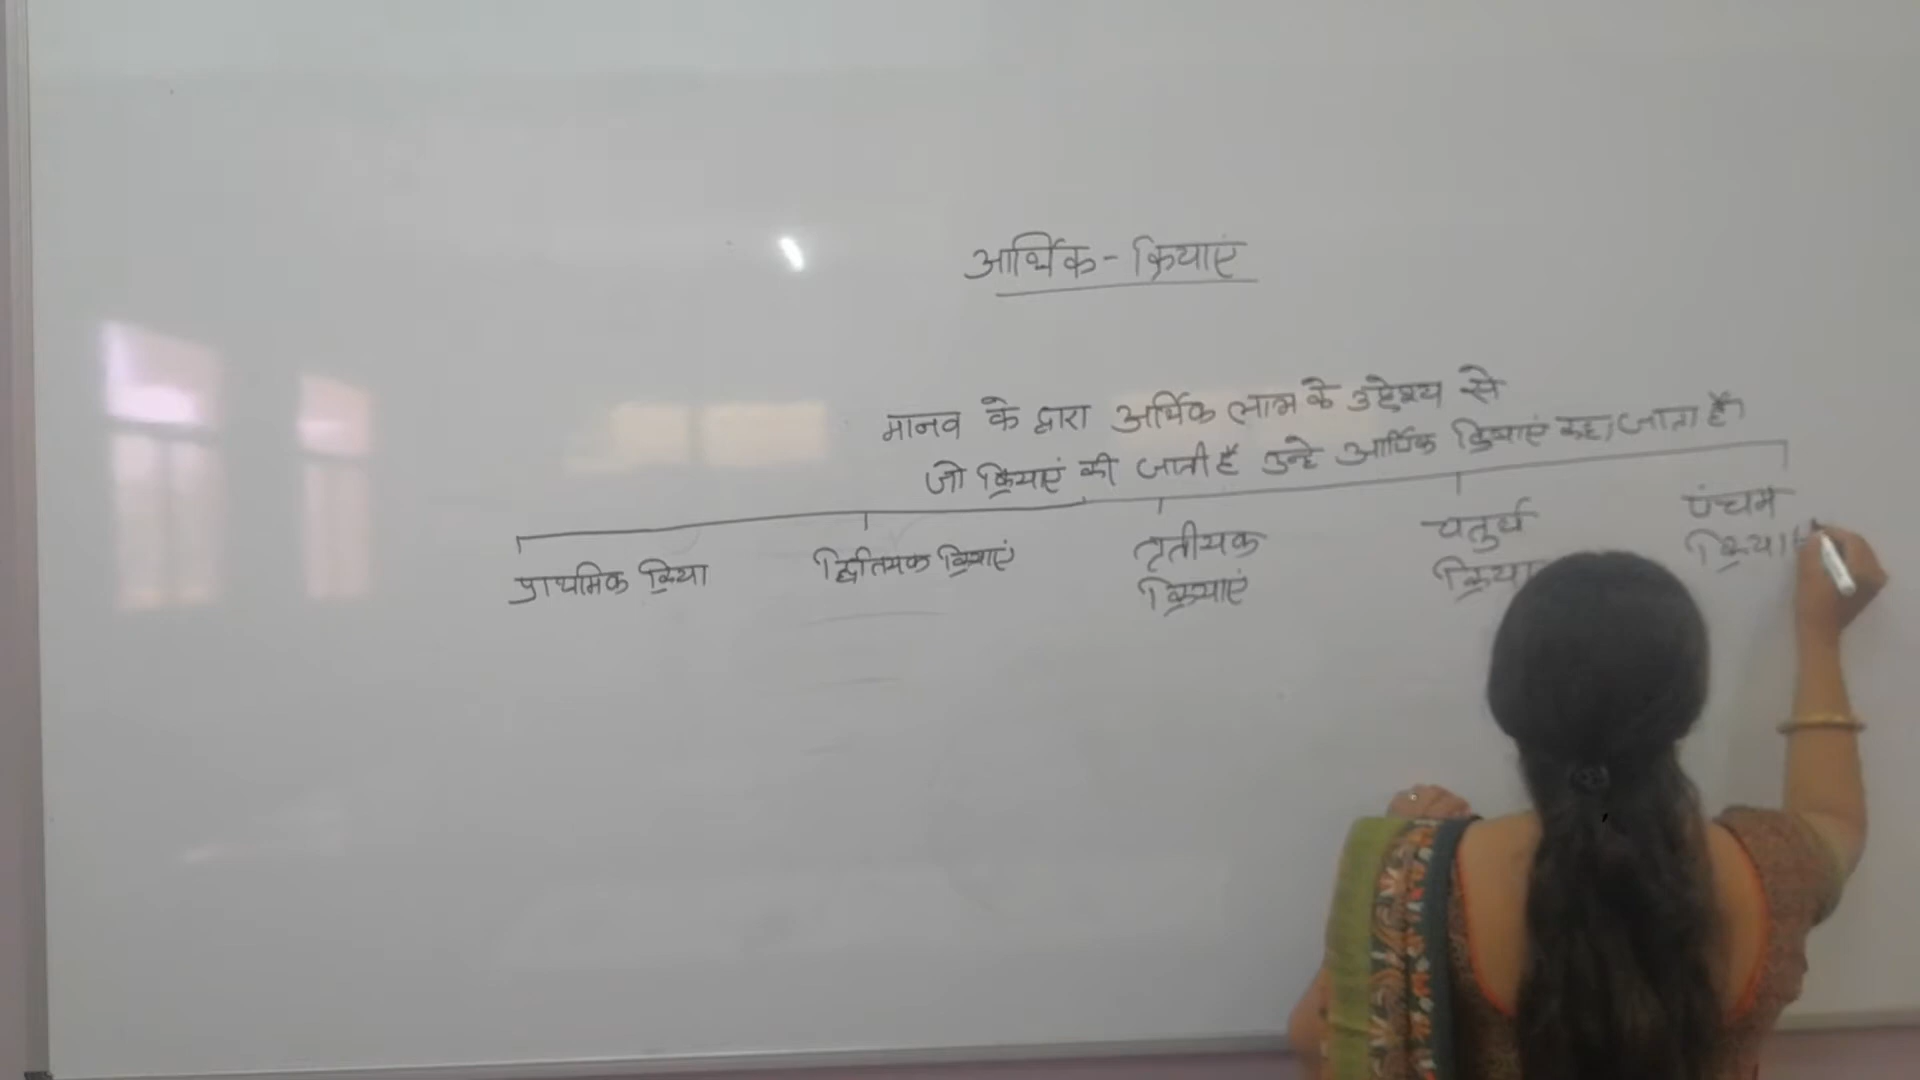 आर्थिक - क्रियाएं
मानव के द्वारा आर्थिक लाभ के उद्देश्य से
जो क्रियाएं की जाती है उन्हे आर्थिक क्रियाएं कहा जाता है।
प्राथमिक क्रिया
द्वितियक क्रियाएं
तृतीयक
क्रियाएं
चतुर्थ
क्रिया
पंचम